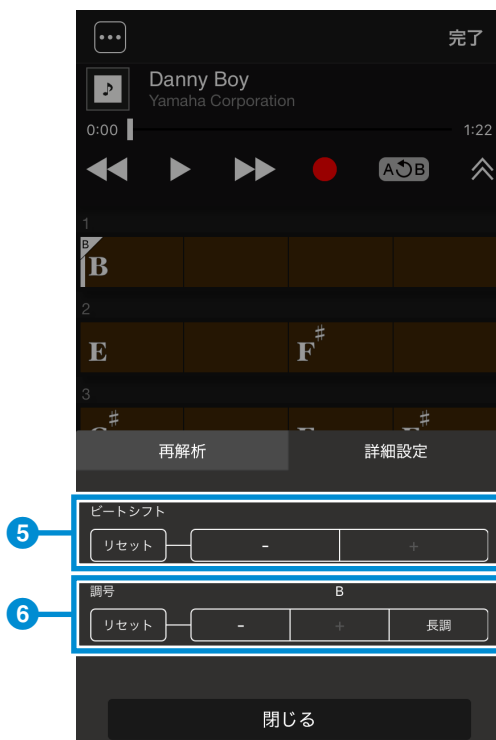 完了
Danny Boy
Yamaha Corporation
0:00 1:22
A B
1
B
B
2
E F♯
3
再解析 詳細設定
5 ビートシフト
リセット - +
6 調号 B
リセット - + 長調
閉じる